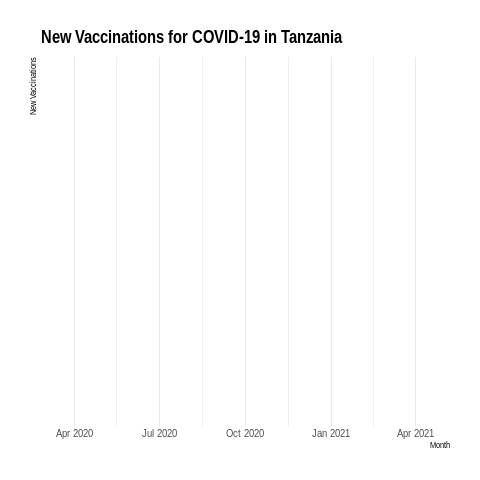 New Vaccinations for COVID-19 in Tanzania
New Vaccinations
Apr 2020 Jul 2020 Oct 2020 Jan 2021 Apr 2021
Month